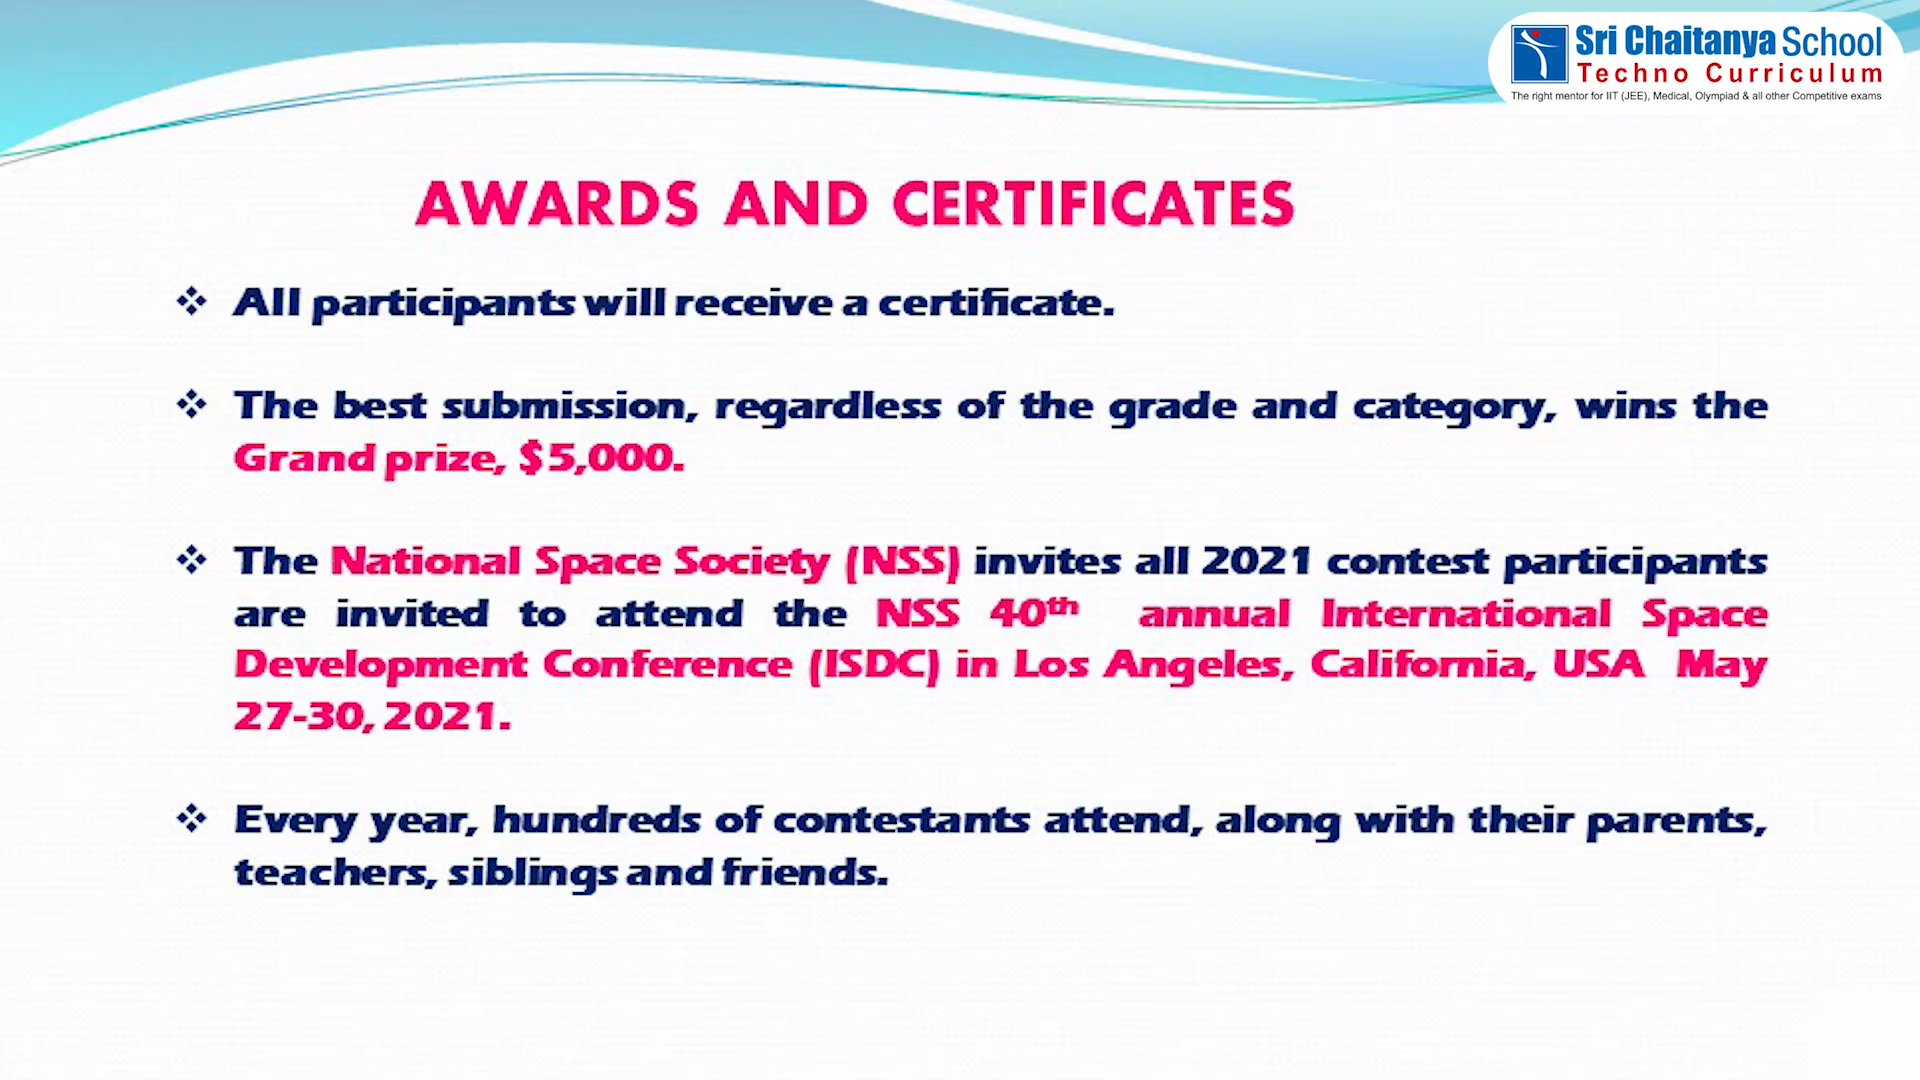 Sri Chaitanya School
Techno Curriculum
The right mentor for IIT (JEE), Medical, Olympiad & all other Competitive exams
AWARDS AND CERTIFICATES
❖ All participants will receive a certificate.
❖ The best submission, regardless of the grade and category, wins the
Grand prize, $5,000.
❖ The National Space Society (NSS) invites all 2021 contest participants
are invited to attend the NSS 40th annual International Space
Development Conference (ISDC) in Los Angeles, California, USA May
27-30, 2021.
❖ Every year, hundreds of contestants attend, along with their parents,
teachers, siblings and friends.